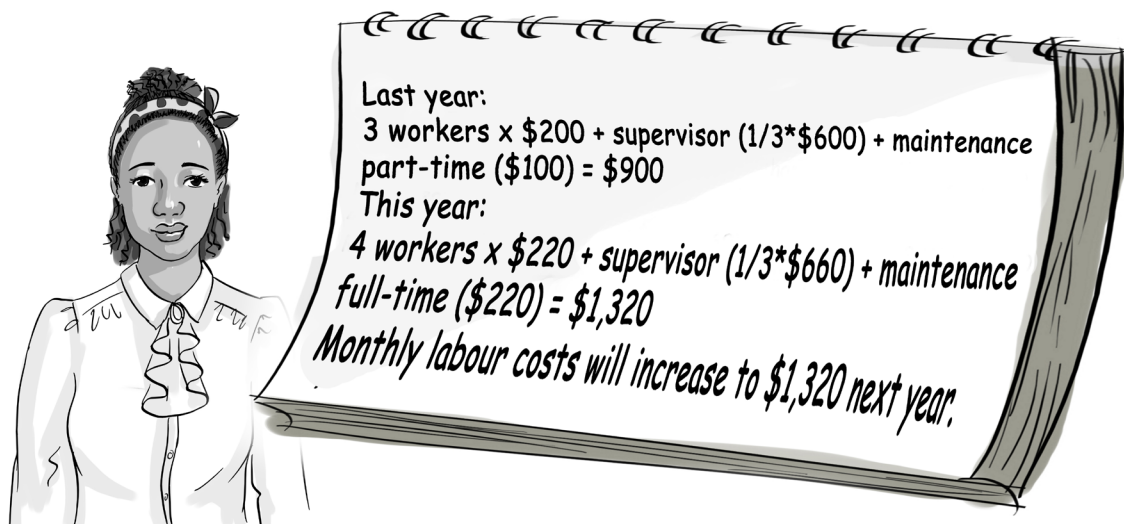 Last year:
3 workers x $200 + supervisor (1/3*$600) + maintenance
part-time ($100) = $900
This year:
4 workers x $220 + supervisor (1/3*$660) + maintenance
full-time ($220) = $1,320
Monthly labour costs will increase to $1,320 next year.